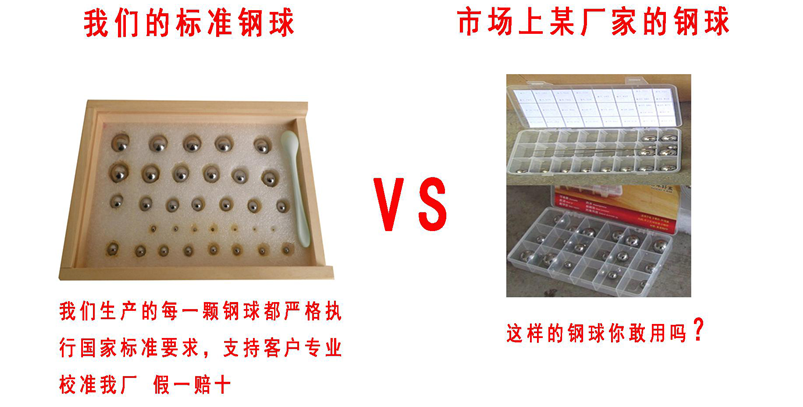 我们的标准钢球
市场上某厂家的钢球
VS
我们生产的每一颗钢球都严格执
行国家标准要求，支持客户专业
校准我厂 假一赔十
这样的钢球你敢用吗？